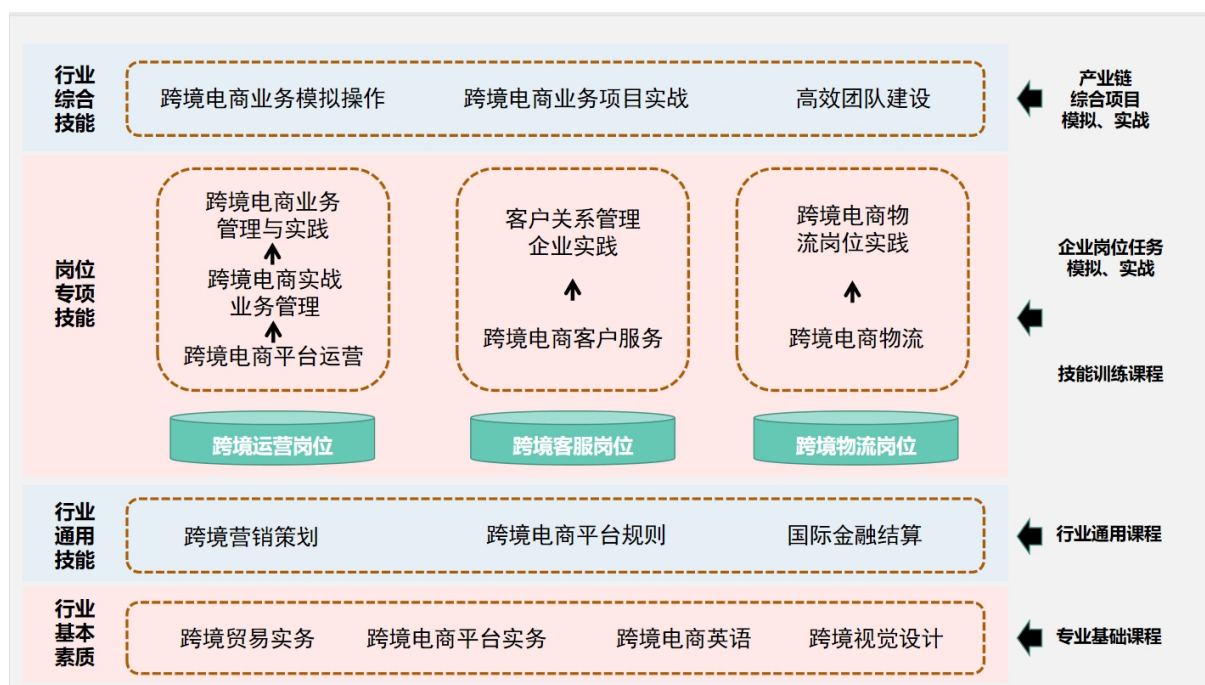 行业
综合
技能
跨境电商业务模拟操作
跨境电商业务项目实战
高效团队建设
产业链
综合项目
模拟、实战
岗位
专项
技能
跨境电商业务
管理与实践
跨境电商实战
业务管理
跨境电商平台运营
跨境运营岗位
客户关系管理
企业实践
跨境电商客户服务
跨境客服岗位
跨境电商物
流岗位实践
跨境电商物流
跨境物流岗位
企业岗位任务
模拟、实战
技能训练课程
行业
通用
技能
跨境营销策划
跨境电商平台规则
国际金融结算
行业通用课程
行业
基本
素质
跨境贸易实务
跨境电商平台实务
跨境电商英语
跨境视觉设计
专业基础课程